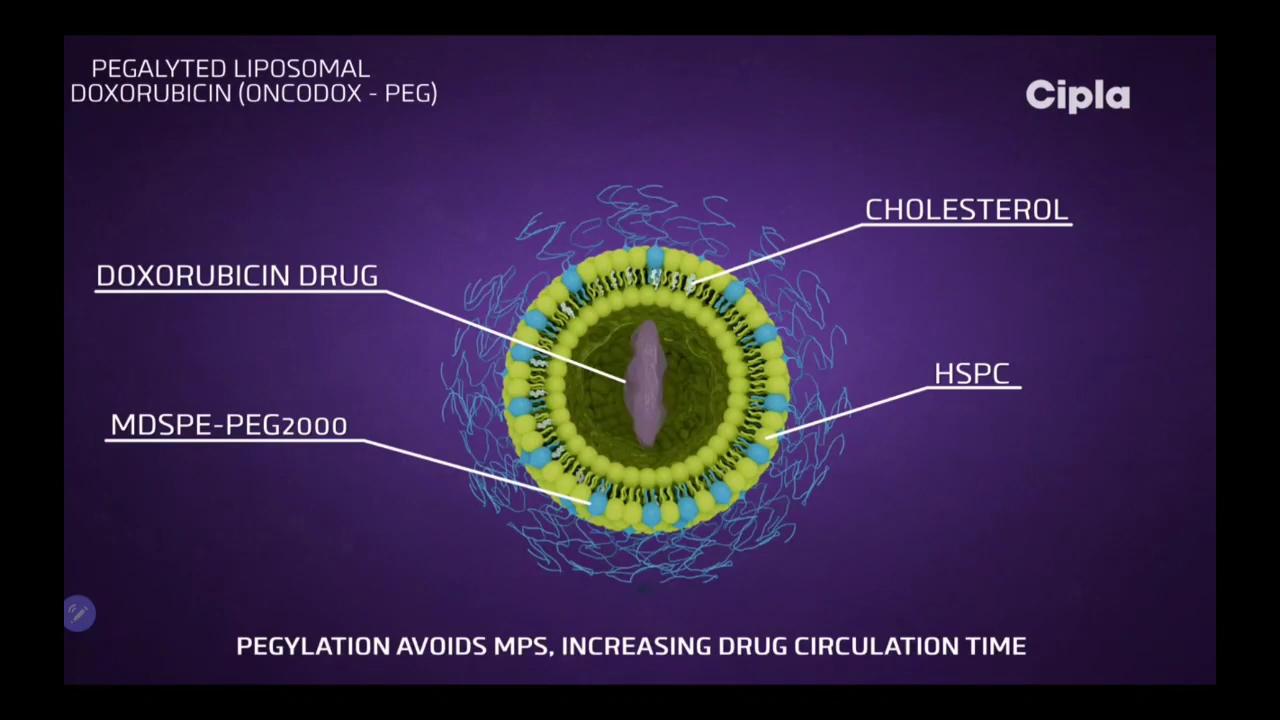 PEGALYTED LIPOSOMAL
DOXORUBICIN (ONCODOX - PEG)
Cipla
CHOLESTEROL
DOXORUBICIN DRUG
HSPC
MDSPE-PEG2000
PEGYLATION AVOIDS MPS, INCREASING DRUG CIRCULATION TIME